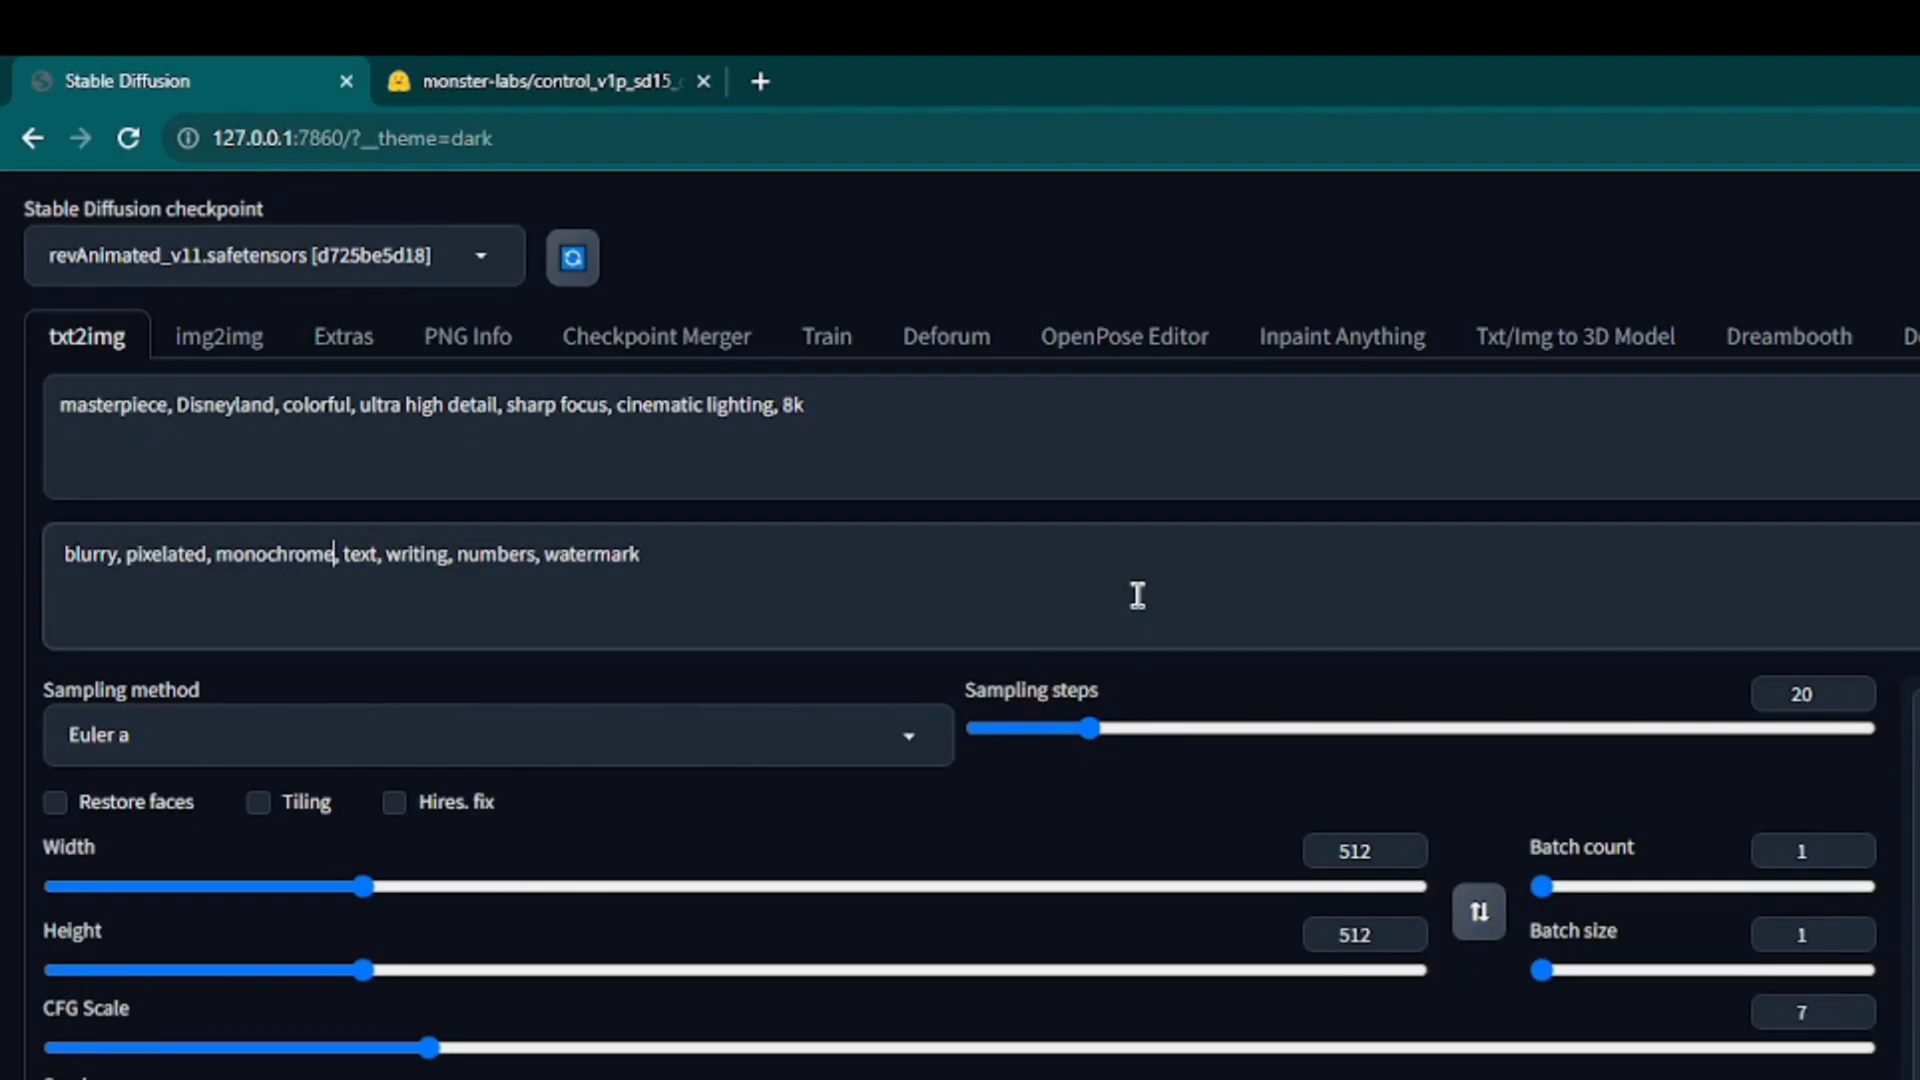 Stable Diffusion
monster-labs/control_v1p_sd15_
127.0.0.1:7860/?__theme=dark
Stable Diffusion checkpoint
revAnimated_v11.safetensors [d725be5d18]
txt2img img2img Extras PNG Info Checkpoint Merger Train Deforum OpenPose Editor Inpaint Anything Txt/Img to 3D Model Dreambooth
masterpiece, Disneyland, colorful, ultra high detail, sharp focus, cinematic lighting, 8k
blurry, pixelated, monochrome, text, writing, numbers, watermark
Sampling method
Euler a
Sampling steps 20
Restore faces Tiling Hires. fix
Width 512
Batch count 1
Height 512
Batch size 1
CFG Scale 7